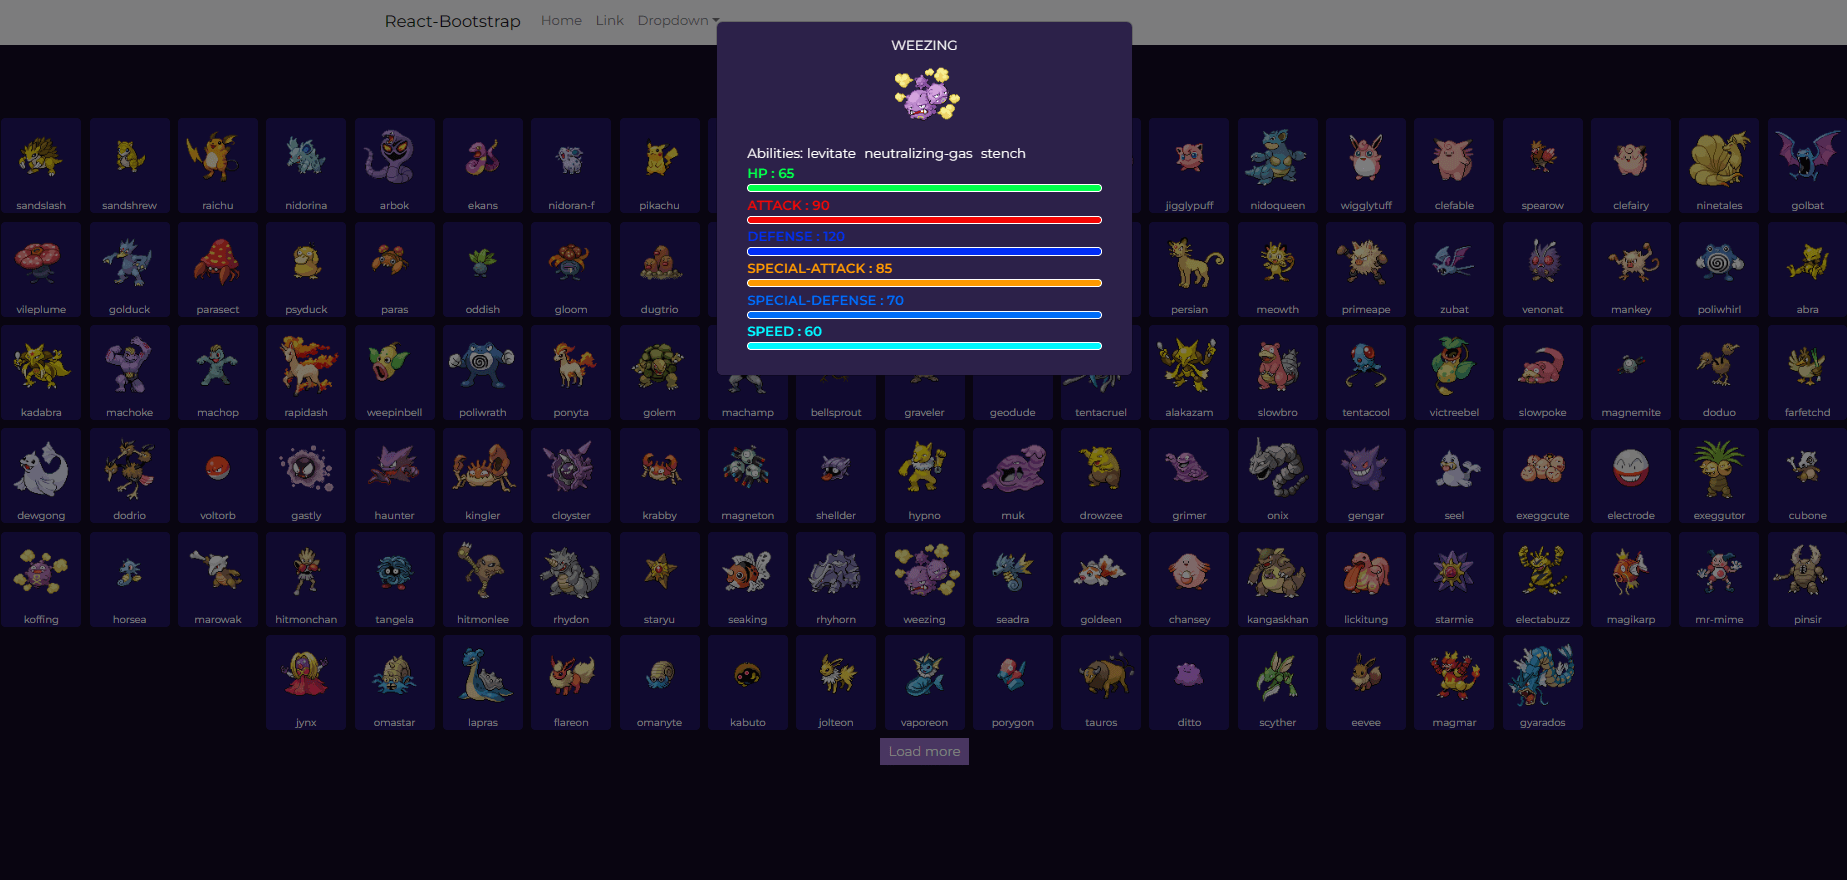 React-Bootstrap Home Link Dropdown
WEEZING
Abilities: levitate neutralizing-gas stench
HP : 65
ATTACK : 90
DEFENSE : 120
SPECIAL-ATTACK : 85
SPECIAL-DEFENSE : 70
SPEED : 60
sandslash sandshrew raichu nidorina arbok ekans nidoran-f pikachu jigglypuff nidoqueen wigglytuff clefable spearow clefairy ninetales golbat
vileplume golduck parasect psyduck paras oddish gloom dugtrio persian meowth primeape zubat venonat mankey poliwhirl abra
kadabra machoke machop rapidash weepinbell poliwrath ponyta golem machamp bellsprout graveler geodude tentacruel alakazam slowbro tentacool victreebel slowpoke magnemite doduo farfetchd
dewgong dodrio voltorb gastly haunter kingler cloyster krabby magneton shellder hypno muk drowzee grimer onix gengar seel exeggcute electrode exeggutor cubone
koffing horsea marowak hitmonchan tangela hitmonlee rhydon staryu seaking rhyhorn weezing seadra goldeen chansey kangaskhan lickitung starmie electabuzz magikarp mr-mime pinsir
jynx omastar lapras flareon omanyte kabuto jolteon vaporeon porygon tauros ditto scyther eevee magmar gyarados
Load more